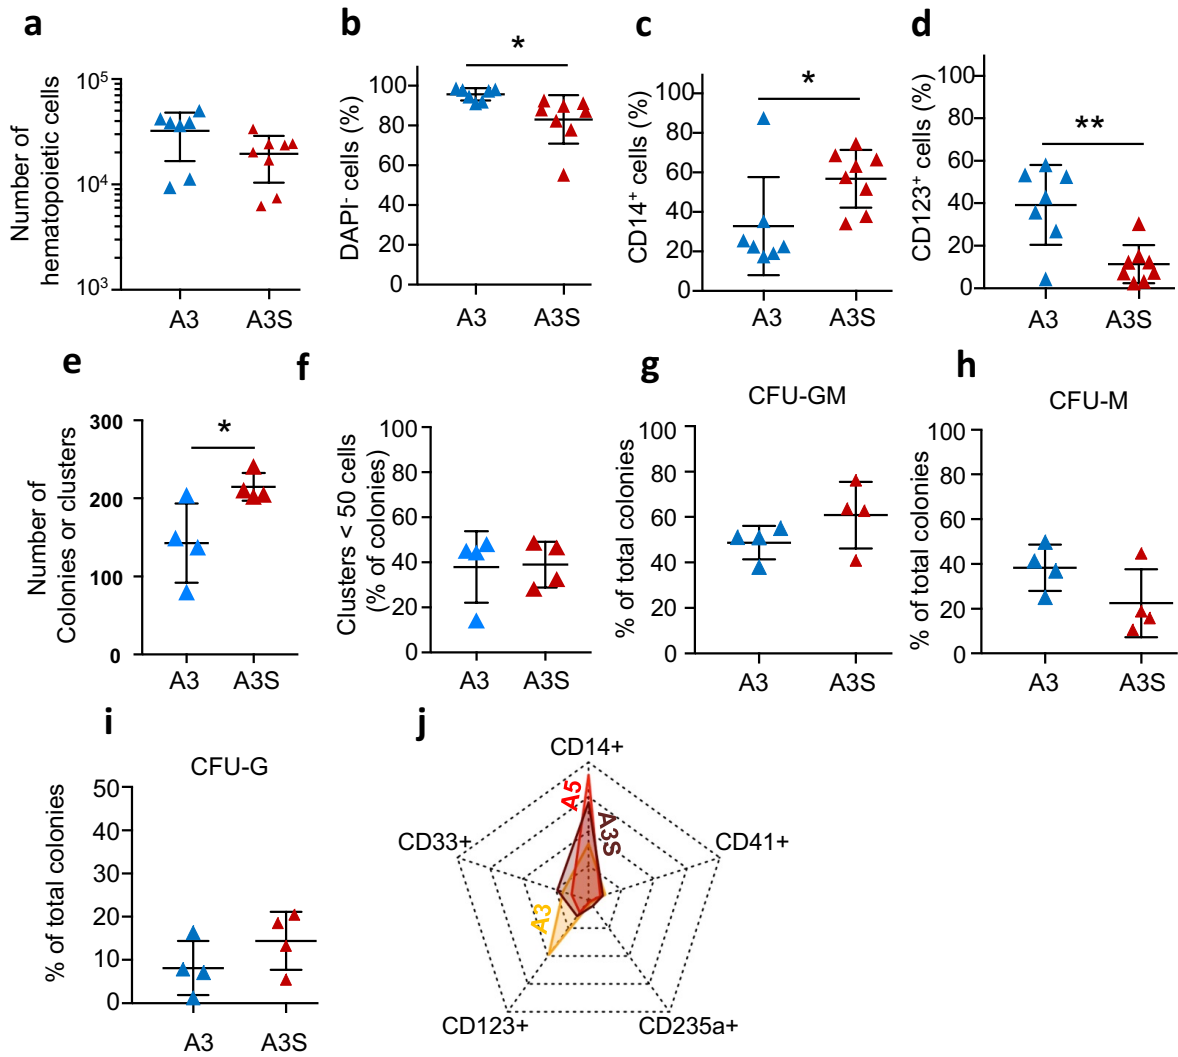 a
Number of
hematopoietic cells
10⁵
10⁴
10³
A3 A3S
b
*
DAPI- cells (%)
100
80
60
40
20
0
A3 A3S
c
*
CD14⁺ cells (%)
100
80
60
40
20
0
A3 A3S
d
**
CD123⁺ cells (%)
100
80
60
40
20
0
A3 A3S
e
*
Number of
Colonies or clusters
300
200
100
0
A3 A3S
f
Clusters < 50 cells
(% of colonies)
100
80
60
40
20
0
A3 A3S
g
CFU-GM
% of total colonies
100
80
60
40
20
0
A3 A3S
h
CFU-M
% of total colonies
100
80
60
40
20
0
A3 A3S
i
CFU-G
% of total colonies
50
40
30
20
10
0
A3 A3S
j
CD14+
A5
A3S
CD33+
CD41+
A3
CD123+
CD235a+